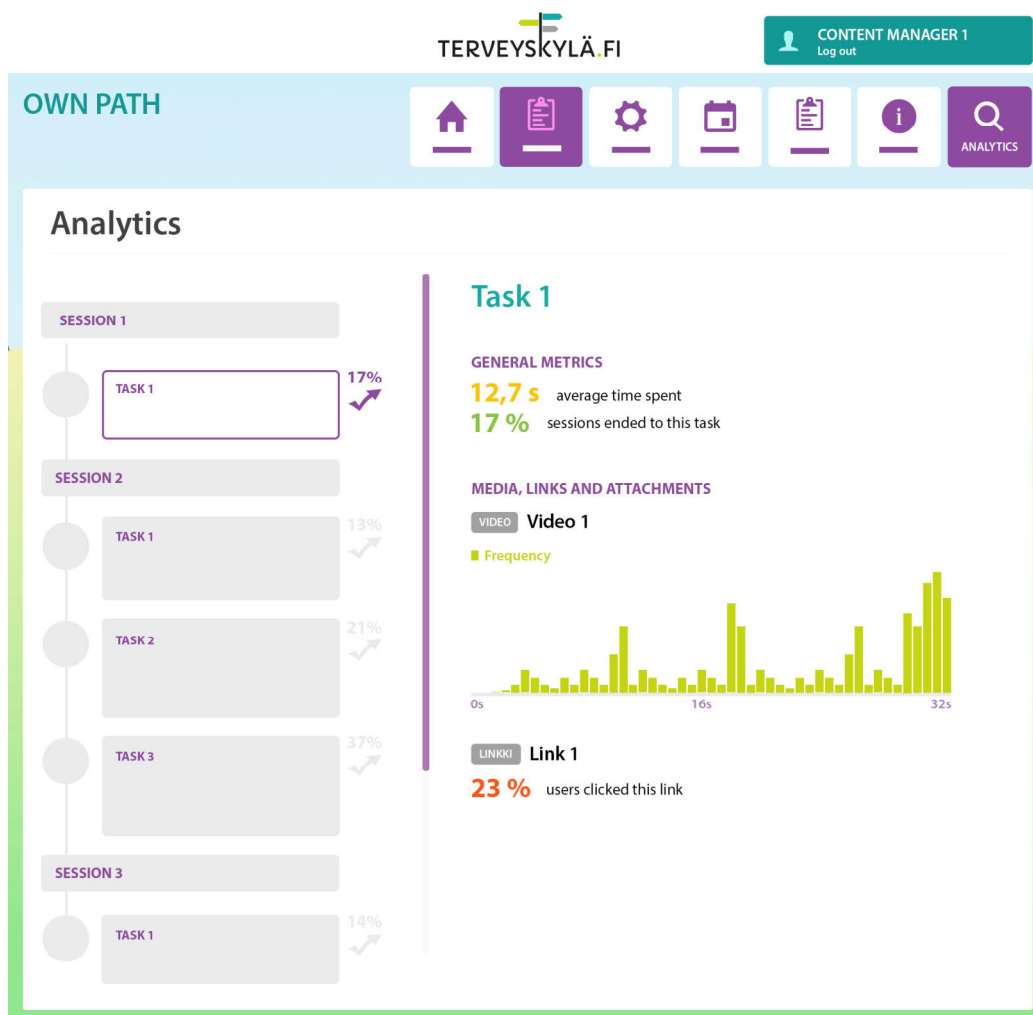 TERVEYSKYLÄ.FI
CONTENT MANAGER 1
Log out
OWN PATH
i
ANALYTICS
Analytics
SESSION 1
TASK 1
17%
SESSION 2
TASK 1
13%
TASK 2
21%
TASK 3
37%
SESSION 3
TASK 1
14%
Task 1
GENERAL METRICS
12,7 s average time spent
17 % sessions ended to this task
MEDIA, LINKS AND ATTACHMENTS
VIDEO Video 1
Frequency
0s 16s 32s
LINKKI Link 1
23 % users clicked this link